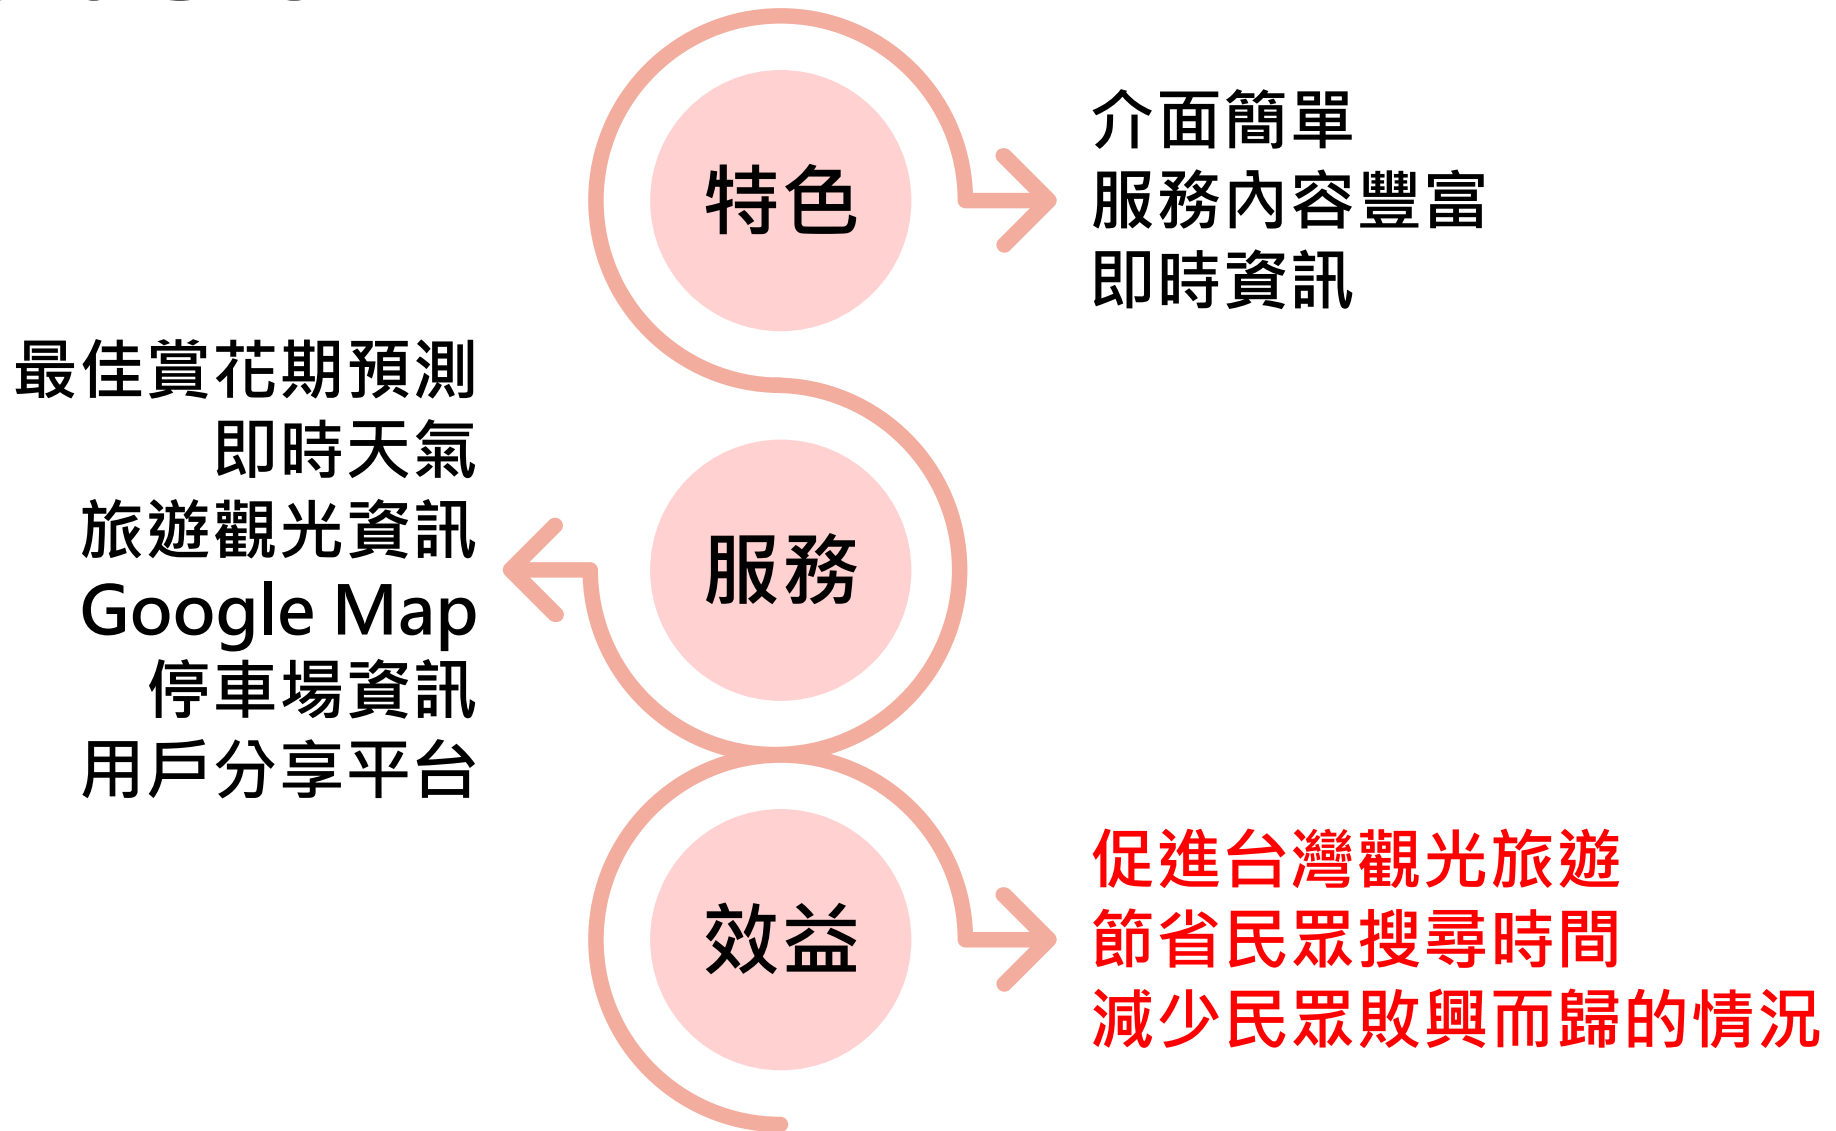 特色
介面簡單
服務內容豐富
即時資訊
服務
最佳賞花期預測
即時天氣
旅遊觀光資訊
Google Map
停車場資訊
用戶分享平台
效益
促進台灣觀光旅遊
節省民眾搜尋時間
減少民眾敗興而歸的情況